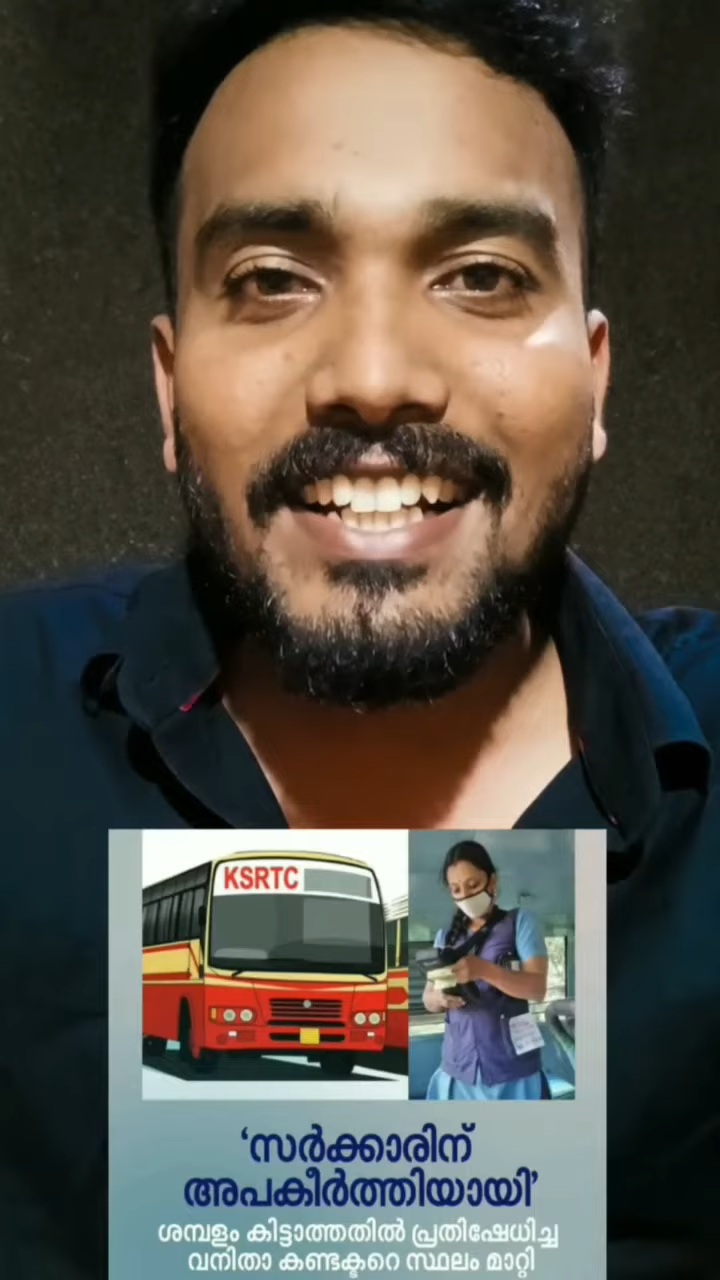 KSRTC
‘സർക്കാരിന്
അപകീർത്തിയായി’
ശമ്പളം കിട്ടാത്തതിൽ പ്രതിഷേധിച്ച
വനിതാ കണ്ടക്ടറെ സ്ഥലം മാറ്റി